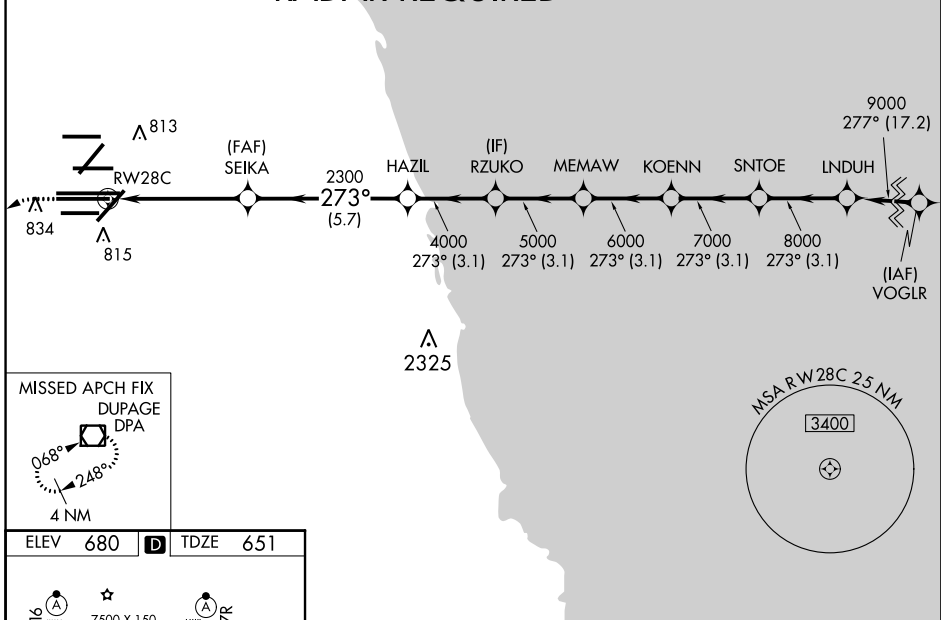 RADAR REQUIRED
813
834
815
RW28C
(FAF)
SEIKA
2300
273°
(5.7)
HAZIL
4000
273° (3.1)
(IF)
RZUKO
5000
273° (3.1)
MEMAW
6000
273° (3.1)
KOENN
7000
273° (3.1)
SNTOE
8000
273° (3.1)
LNDUH
9000
277° (17.2)
(IAF)
VOGLR
2325
MISSED APCH FIX
DUPAGE
DPA
068°
248°
4 NM
MSA RW28C 25 NM
3400
ELEV 680 D TDZE 651
16
A
7500 X 150
A